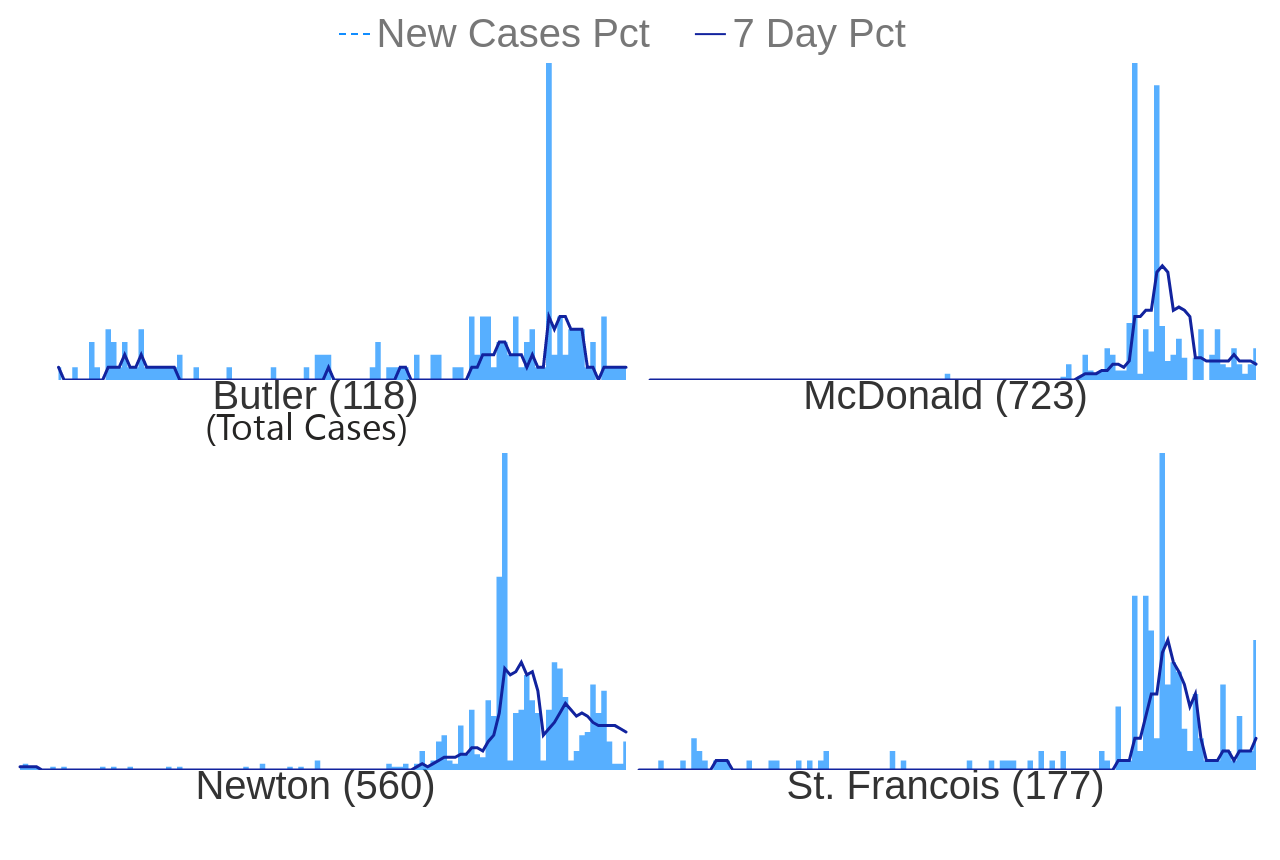 New Cases Pct 7 Day Pct
Butler (118)
(Total Cases)
McDonald (723)
Newton (560)
St. Francois (177)